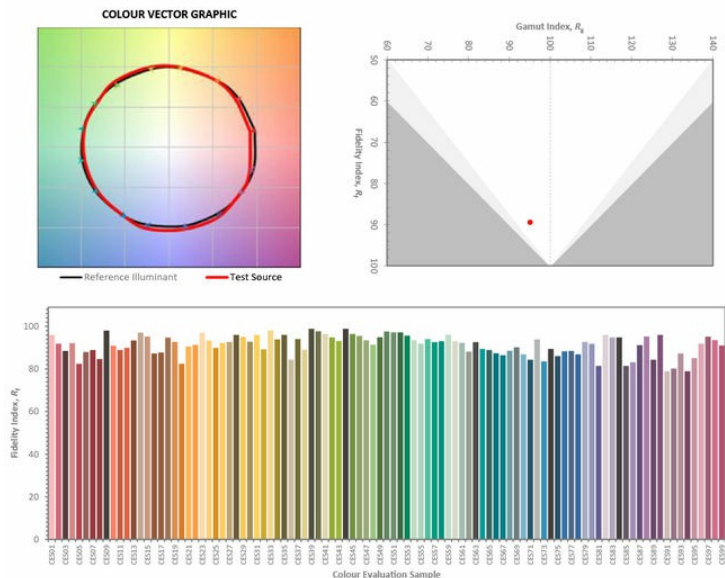 COLOUR VECTOR GRAPHIC
Reference Illuminant
Test Source
Gamut Index, Rg
60 70 80 90 100 110 120 130 140
Fidelity Index, Rf
50
60
70
80
90
100
Fidelity Index, Rf
100
80
60
40
20
0
CES01 CES03 CES05 CES07 CES09 CES11 CES13 CES15 CES17 CES19 CES21 CES23 CES25 CES27 CES29 CES31 CES33 CES35 CES37 CES39 CES41 CES43 CES45 CES47 CES49 CES51 CES53 CES55 CES57 CES59 CES61 CES63 CES65 CES67 CES69 CES71 CES73 CES75 CES77 CES79 CES81 CES83 CES85 CES87 CES89 CES91 CES93 CES95 CES97 CES99
Colour Evaluation Sample